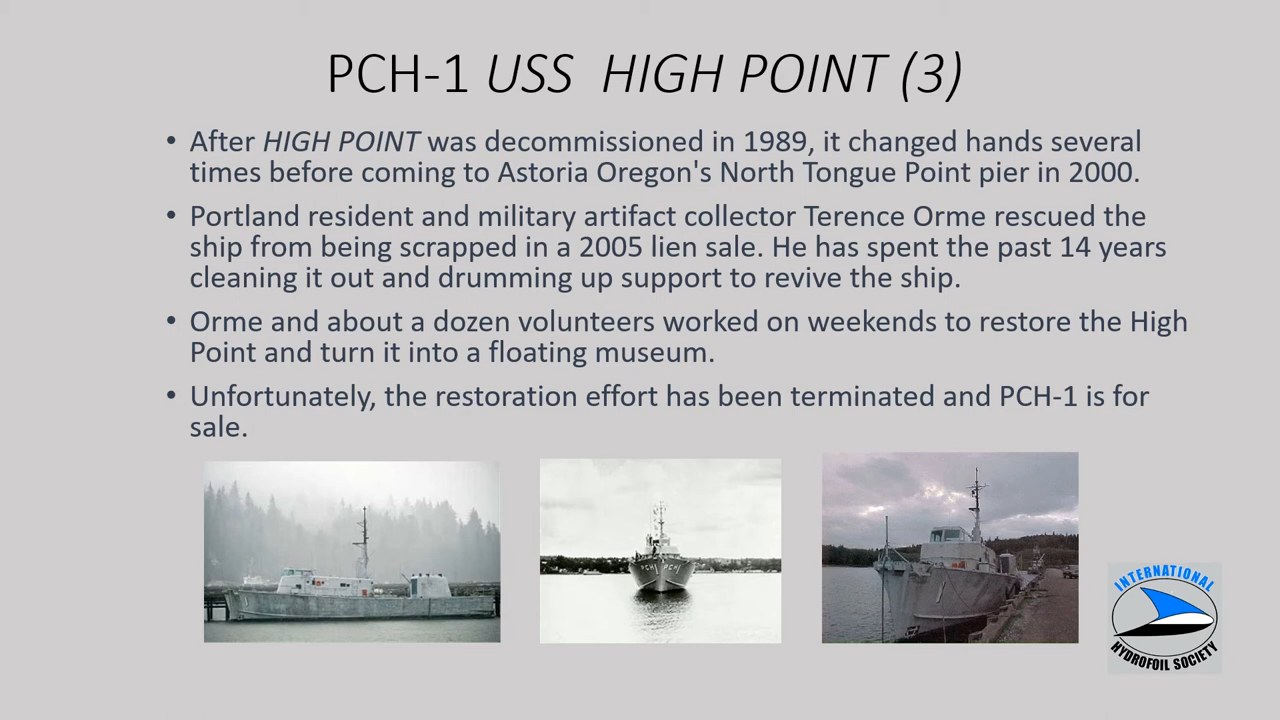 PCH-1 USS HIGH POINT (3)
• After HIGH POINT was decommissioned in 1989, it changed hands several
times before coming to Astoria Oregon's North Tongue Point pier in 2000.
• Portland resident and military artifact collector Terence Orme rescued the
ship from being scrapped in a 2005 lien sale. He has spent the past 14 years
cleaning it out and drumming up support to revive the ship.
• Orme and about a dozen volunteers worked on weekends to restore the High
Point and turn it into a floating museum.
• Unfortunately, the restoration effort has been terminated and PCH-1 is for
sale.
PCH1 PCH1
INTERNATIONAL
HYDROFOIL SOCIETY